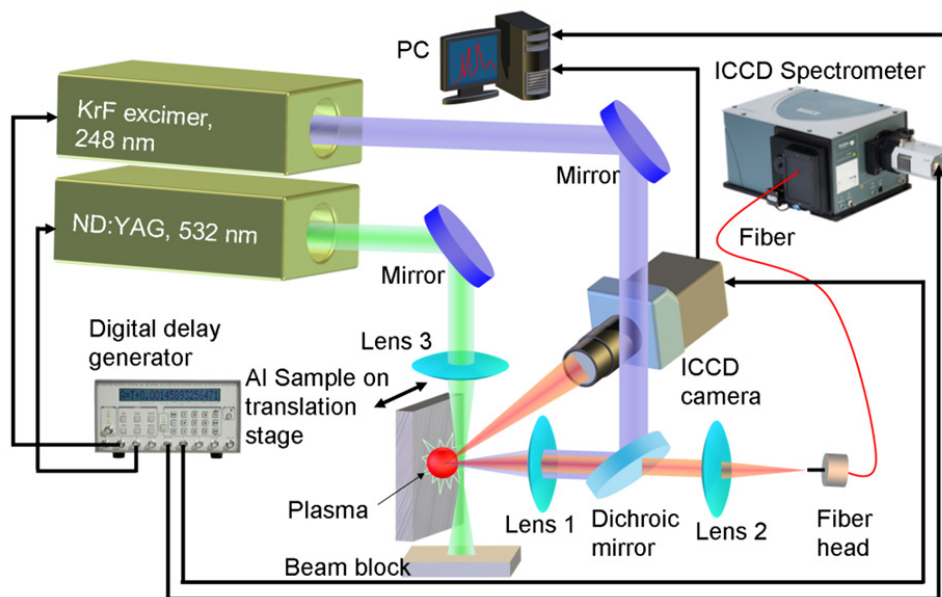 PC
ICCD Spectrometer
KrF excimer,
248 nm
Mirror
ND:YAG, 532 nm
Fiber
Mirror
Digital delay
generator
Lens 3
ICCD
camera
Al Sample on
translation
stage
Plasma
Lens 1
Dichroic
mirror
Lens 2
Fiber
head
Beam block